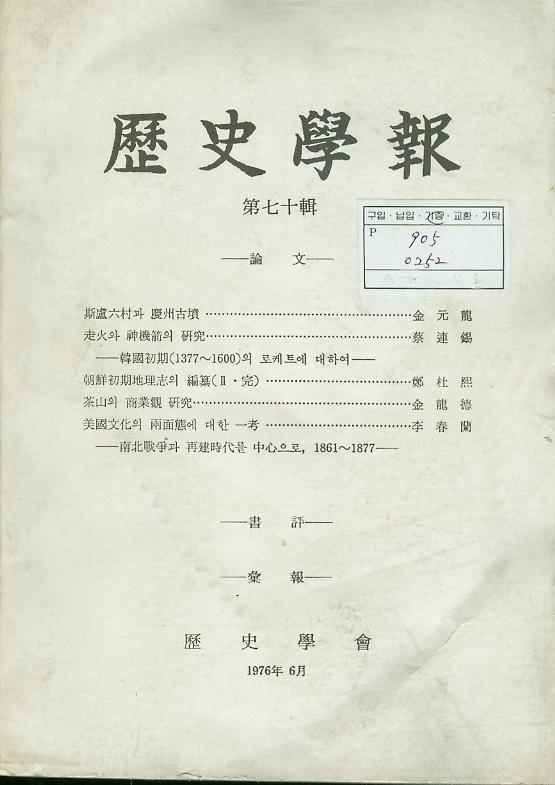 歷史學報
第七十輯
구입·납입·기증·교환·기탁
P
905
0252
——論 文——
斯盧六村과 慶州古墳 ……………………………………金 元 龍
走火와 神機箭의 硏究……………………………………蔡 連 錫
——韓國初期(1377～1600)의 로케트에 대하여——
朝鮮初期地理志의 編纂(Ⅱ·完) …………………………鄭 杜 熙
茶山의 商業觀 硏究………………………………………金 龍 德
美國文化의 兩面態에 대한 一考 …………………………李 春 蘭
——南北戰爭과 再建時代를 中心으로, 1861～1877——
——書 評——
——彙 報——
歷 史 學 會
1976年 6月